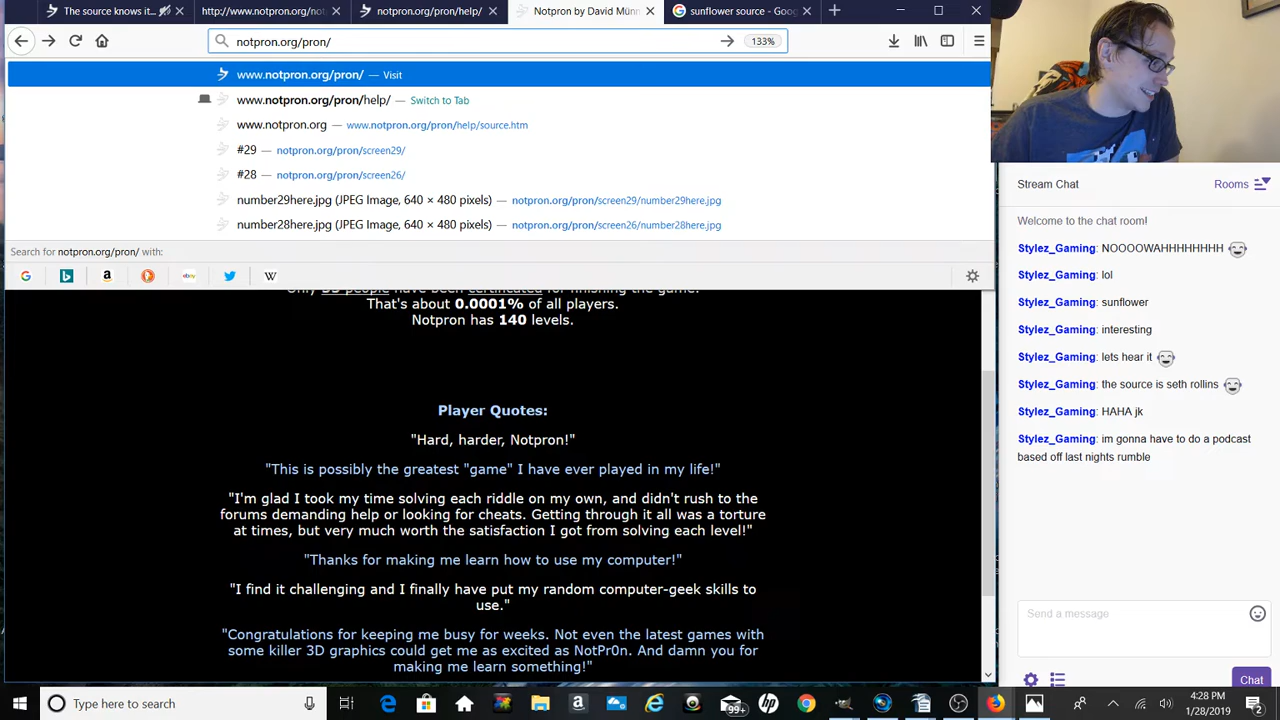 The source knows it...
http://www.notpron.org/not
notpron.org/pron/help/
Notpron by David Münn
sunflower source - Goog
notpron.org/pron/
133%
www.notpron.org/pron/ — Visit
www.notpron.org/pron/help/ — Switch to Tab
www.notpron.org — www.notpron.org/pron/help/source.htm
#29 — notpron.org/pron/screen29/
#28 — notpron.org/pron/screen26/
number29here.jpg (JPEG Image, 640 × 480 pixels) — notpron.org/pron/screen29/number29here.jpg
number28here.jpg (JPEG Image, 640 × 480 pixels) — notpron.org/pron/screen26/number28here.jpg
Search for notpron.org/pron/ with:
That's about 0.0001% of all players.
Notpron has 140 levels.
Player Quotes:
"Hard, harder, Notpron!"
"This is possibly the greatest "game" I have ever played in my life!"
"I'm glad I took my time solving each riddle on my own, and didn't rush to the
forums demanding help or looking for cheats. Getting through it all was a torture
at times, but very much worth the satisfaction I got from solving each level!"
"Thanks for making me learn how to use my computer!"
"I find it challenging and I finally have put my random computer-geek skills to
use."
"Congratulations for keeping me busy for weeks. Not even the latest games with
some killer 3D graphics could get me as excited as NotPr0n. And damn you for
making me learn something!"
Stream Chat
Rooms
Welcome to the chat room!
Stylez_Gaming: NOOOOWAHHHHHHHH
Stylez_Gaming: lol
Stylez_Gaming: sunflower
Stylez_Gaming: interesting
Stylez_Gaming: lets hear it
Stylez_Gaming: the source is seth rollins
Stylez_Gaming: HAHA jk
Stylez_Gaming: im gonna have to do a podcast
based off last nights rumble
Send a message
Chat
Type here to search
99+
4:28 PM
1/28/2019
2